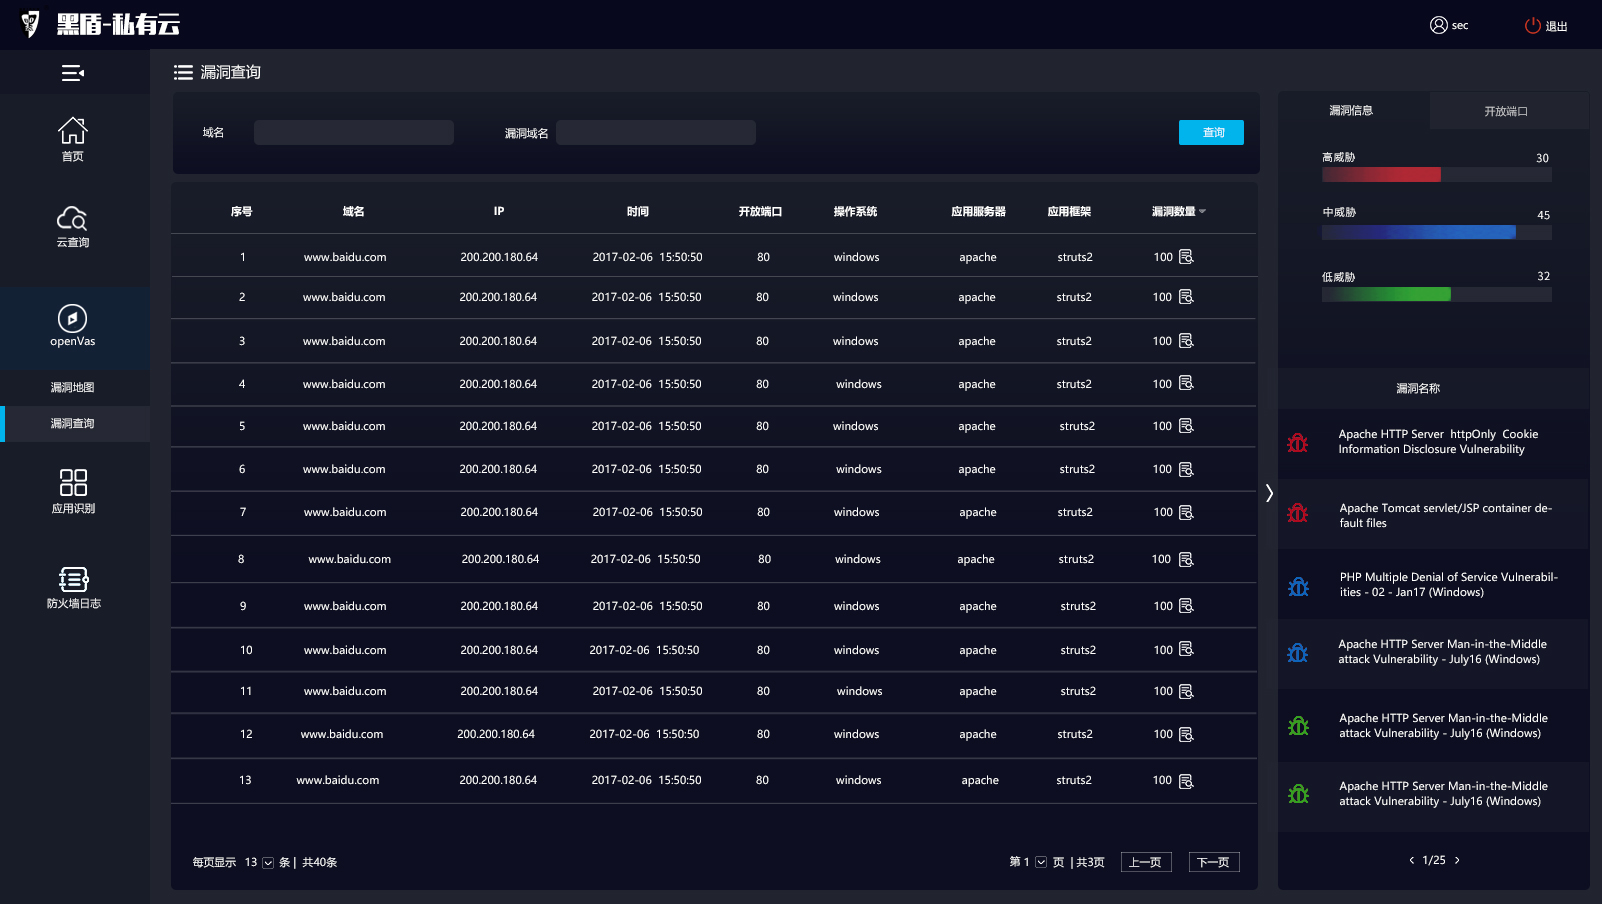 黑盾-私有云
sec
退出
漏洞查询
首页
云查询
openVas
漏洞地图
漏洞查询
应用识别
防火墙日志
域名
漏洞域名
查询
序号 域名 IP 时间 开放端口 操作系统 应用服务器 应用框架 漏洞数量
1 www.baidu.com 200.200.180.64 2017-02-06 15:50:50 80 windows apache struts2 100
2 www.baidu.com 200.200.180.64 2017-02-06 15:50:50 80 windows apache struts2 100
3 www.baidu.com 200.200.180.64 2017-02-06 15:50:50 80 windows apache struts2 100
4 www.baidu.com 200.200.180.64 2017-02-06 15:50:50 80 windows apache struts2 100
5 www.baidu.com 200.200.180.64 2017-02-06 15:50:50 80 windows apache struts2 100
6 www.baidu.com 200.200.180.64 2017-02-06 15:50:50 80 windows apache struts2 100
7 www.baidu.com 200.200.180.64 2017-02-06 15:50:50 80 windows apache struts2 100
8 www.baidu.com 200.200.180.64 2017-02-06 15:50:50 80 windows apache struts2 100
9 www.baidu.com 200.200.180.64 2017-02-06 15:50:50 80 windows apache struts2 100
10 www.baidu.com 200.200.180.64 2017-02-06 15:50:50 80 windows apache struts2 100
11 www.baidu.com 200.200.180.64 2017-02-06 15:50:50 80 windows apache struts2 100
12 www.baidu.com 200.200.180.64 2017-02-06 15:50:50 80 windows apache struts2 100
13 www.baidu.com 200.200.180.64 2017-02-06 15:50:50 80 windows apache struts2 100
每页显示 13 条 | 共40条
第 1 页 | 共3页 上一页 下一页
漏洞信息 开放端口
高威胁 30
中威胁 45
低威胁 32
漏洞名称
Apache HTTP Server httpOnly Cookie
Information Disclosure Vulnerability
Apache Tomcat servlet/JSP container de-
fault files
PHP Multiple Denial of Service Vulnerabil-
ities - 02 - Jan17 (Windows)
Apache HTTP Server Man-in-the-Middle
attack Vulnerability - July16 (Windows)
Apache HTTP Server Man-in-the-Middle
attack Vulnerability - July16 (Windows)
Apache HTTP Server Man-in-the-Middle
attack Vulnerability - July16 (Windows)
< 1/25 >